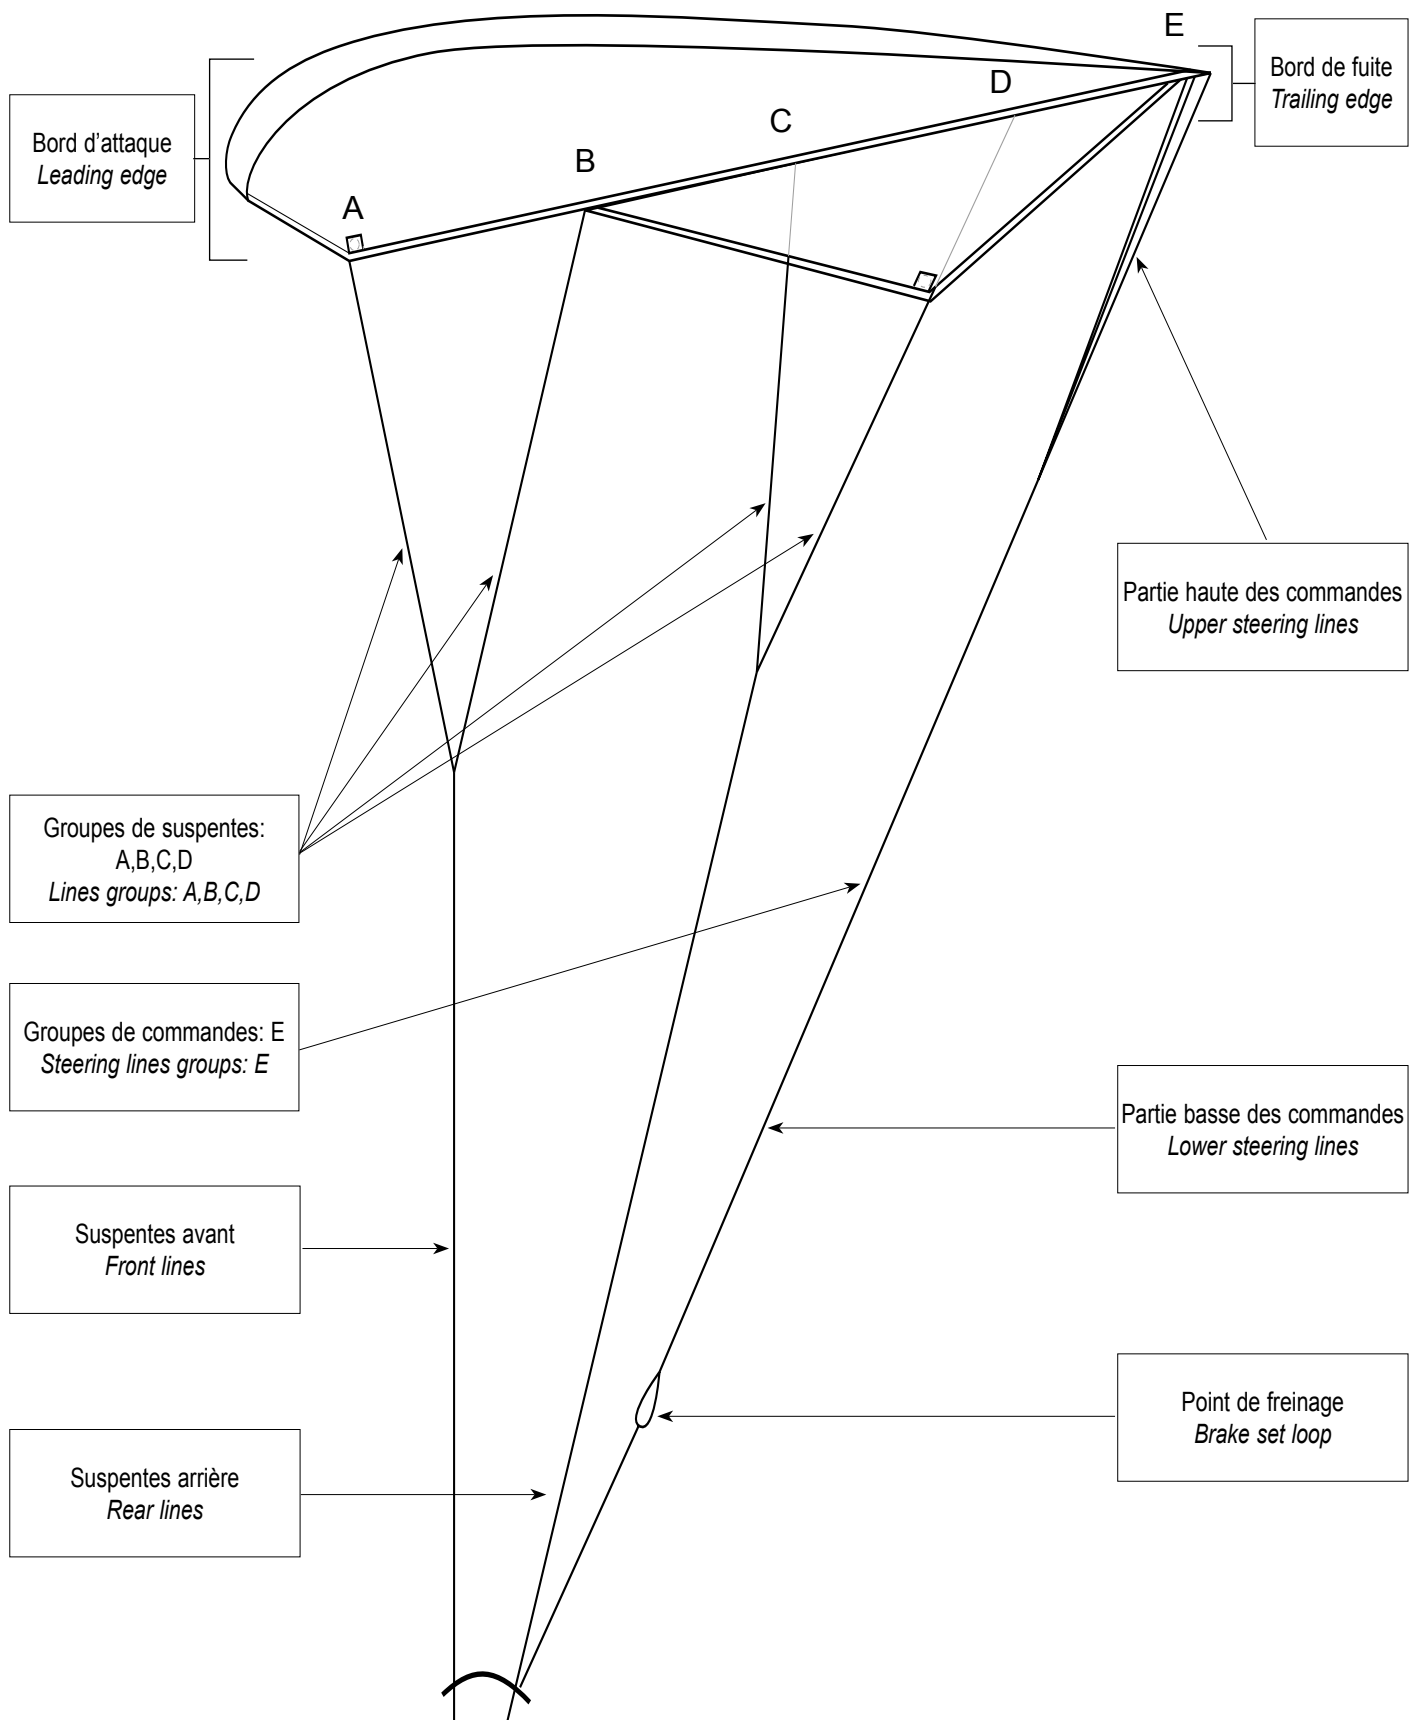 E
Bord de fuite
Trailing edge
D
C
Bord d'attaque
Leading edge
B
A
Partie haute des commandes
Upper steering lines
Groupes de suspentes:
A,B,C,D
Lines groups: A,B,C,D
Groupes de commandes: E
Steering lines groups: E
Partie basse des commandes
Lower steering lines
Suspentes avant
Front lines
Point de freinage
Brake set loop
Suspentes arrière
Rear lines